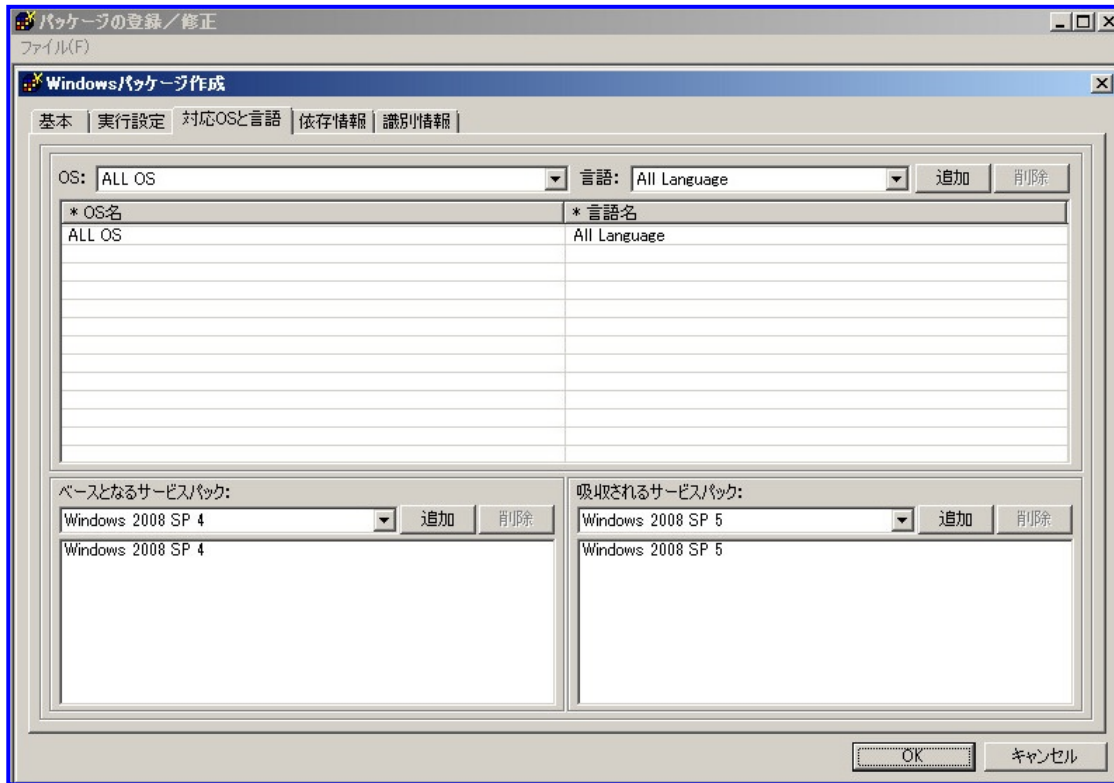 パッケージの登録／修正
ファイル(F)
Windowsパッケージ作成
基本 実行設定 対応OSと言語 依存情報 識別情報
OS: ALL OS 言語: All Language 追加 削除
* OS名 * 言語名
ALL OS All Language
ベースとなるサービスパック: 吸収されるサービスパック:
Windows 2008 SP 4 追加 削除 Windows 2008 SP 5 追加 削除
Windows 2008 SP 4 Windows 2008 SP 5
OK キャンセル